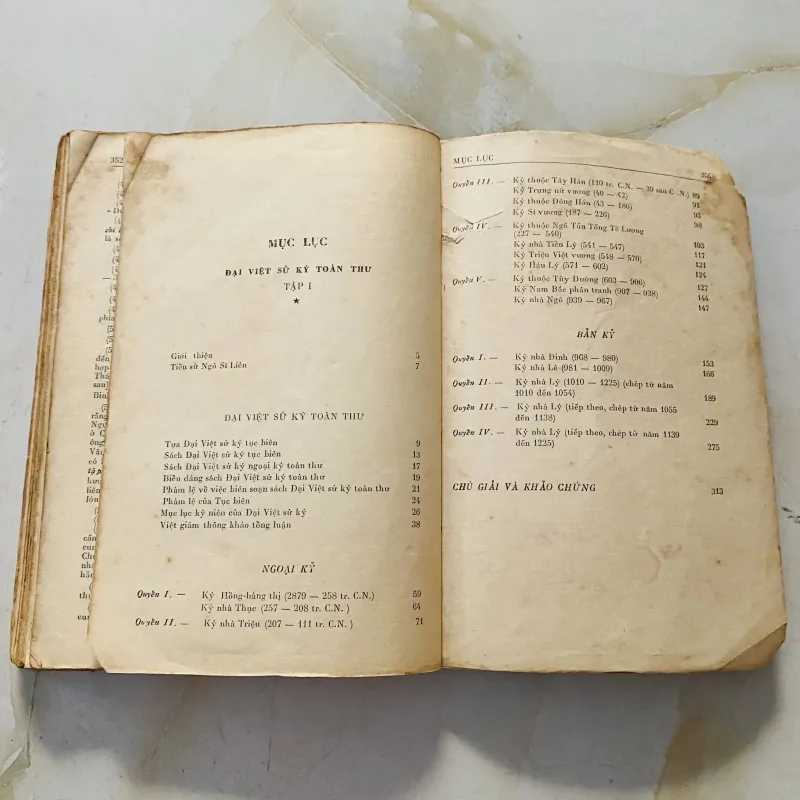 352
MỤC LỤC
ĐẠI VIỆT SỬ KÝ TOÀN THƯ
TẬP I
★
Giới thiệu 5
Tiểu sử Ngô Sĩ Liên 7
ĐẠI VIỆT SỬ KÝ TOÀN THƯ
Tựa Đại Việt sử ký tục biên 9
Sách Đại Việt sử ký tục biên 13
Sách Đại Việt sử ký ngoại kỷ toàn thư 17
Biểu dâng sách Đại Việt sử ký toàn thư 19
Phàm lệ về việc biên soạn sách Đại Việt sử ký toàn thư 21
Phàm lệ của Tục biên 24
Mục lục kỷ niên của Đại Việt sử ký 26
Việt giám thông khảo tổng luận 38
NGOẠI KỶ
Quyển I. — Kỷ Hồng-bàng thị (2879 — 258 tr. C.N.) 59
Kỷ nhà Thục (257 — 208 tr. C.N. ) 64
Quyển II. — Kỷ nhà Triệu (207 — 111 tr. C.N. ) 71
MỤC LỤC
Quyển III. — Kỷ thuộc Tây Hán (110 tr. C.N. — 39 sau C.N.) 89
Kỷ Trưng nữ vương (40 — 42) 91
Kỷ thuộc Đông Hán (43 — 186) 93
Kỷ Sĩ vương (187 — 226) 98
Quyển IV. — Kỷ thuộc Ngô Tấn Tống Tề Lương
(227 — 540) 103
Kỷ nhà Tiền Lý (541 — 547) 117
Kỷ Triệu Việt vương (548 — 570) 121
Kỷ Hậu Lý (571 — 602) 124
Quyển V. — Kỷ thuộc Tùy Đường (603 — 906) 127
Kỷ Nam Bắc phân tranh (907 — 938) 144
Kỷ nhà Ngô (939 — 967) 147
BẢN KỶ
Quyển I. — Kỷ nhà Đinh (968 — 980) 153
Kỷ nhà Lê (981 — 1009) 166
Quyển II. — Kỷ nhà Lý (1010 — 1225) (chép từ năm
1010 đến 1054) 189
Quyển III. — Kỷ nhà Lý (tiếp theo, chép từ năm 1055
đến 1138) 229
Quyển IV. — Kỷ nhà Lý (tiếp theo, chép từ năm 1139
đến 1225) 275
CHÚ GIẢI VÀ KHẢO CHỨNG 313